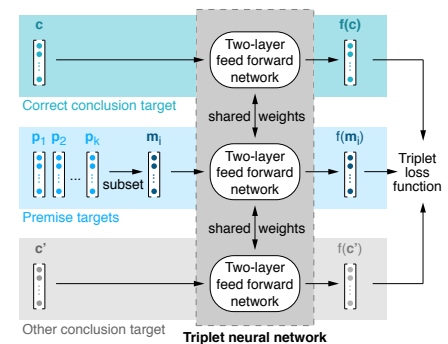 c
f(c)
Two-layer
feed forward
network
Correct conclusion target
shared weights
p1 p2 pk
f(mi)
mi
...
subset
Two-layer
feed forward
network
Triplet
loss
function
Premise targets
shared weights
c'
f(c')
Two-layer
feed forward
network
Other conclusion target
Triplet neural network